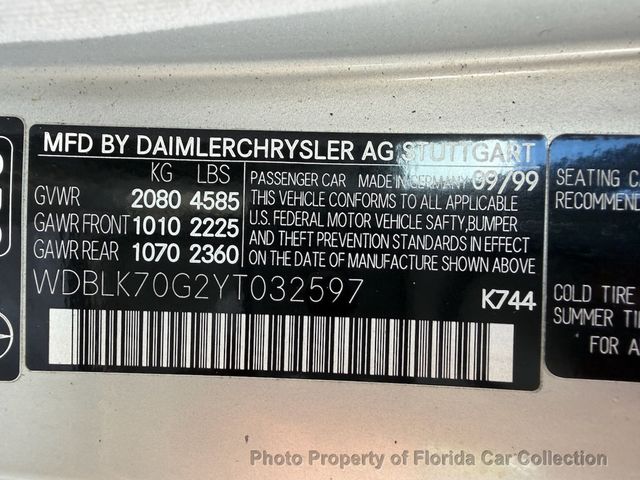 MFD BY DAIMLERCHRYSLER AG STUTTGART
KG LBS
GVWR 2080 4585
GAWR FRONT 1010 2225
GAWR REAR 1070 2360
PASSENGER CAR MADE IN GERMANY 09/99
THIS VEHICLE CONFORMS TO ALL APPLICABLE
U.S. FEDERAL MOTOR VEHICLE SAFTY,BUMPER
AND THEFT PREVENTION STANDARDS IN EFFECT
ON THE DATE OF MANUFACTURE SHOWN ABOVE.
WDBLK70G2YT032597
K744
SEATING
RECOMMENDE
COLD TIRE
SUMMER TIR
FOR A
Photo Property of Florida Car Collection